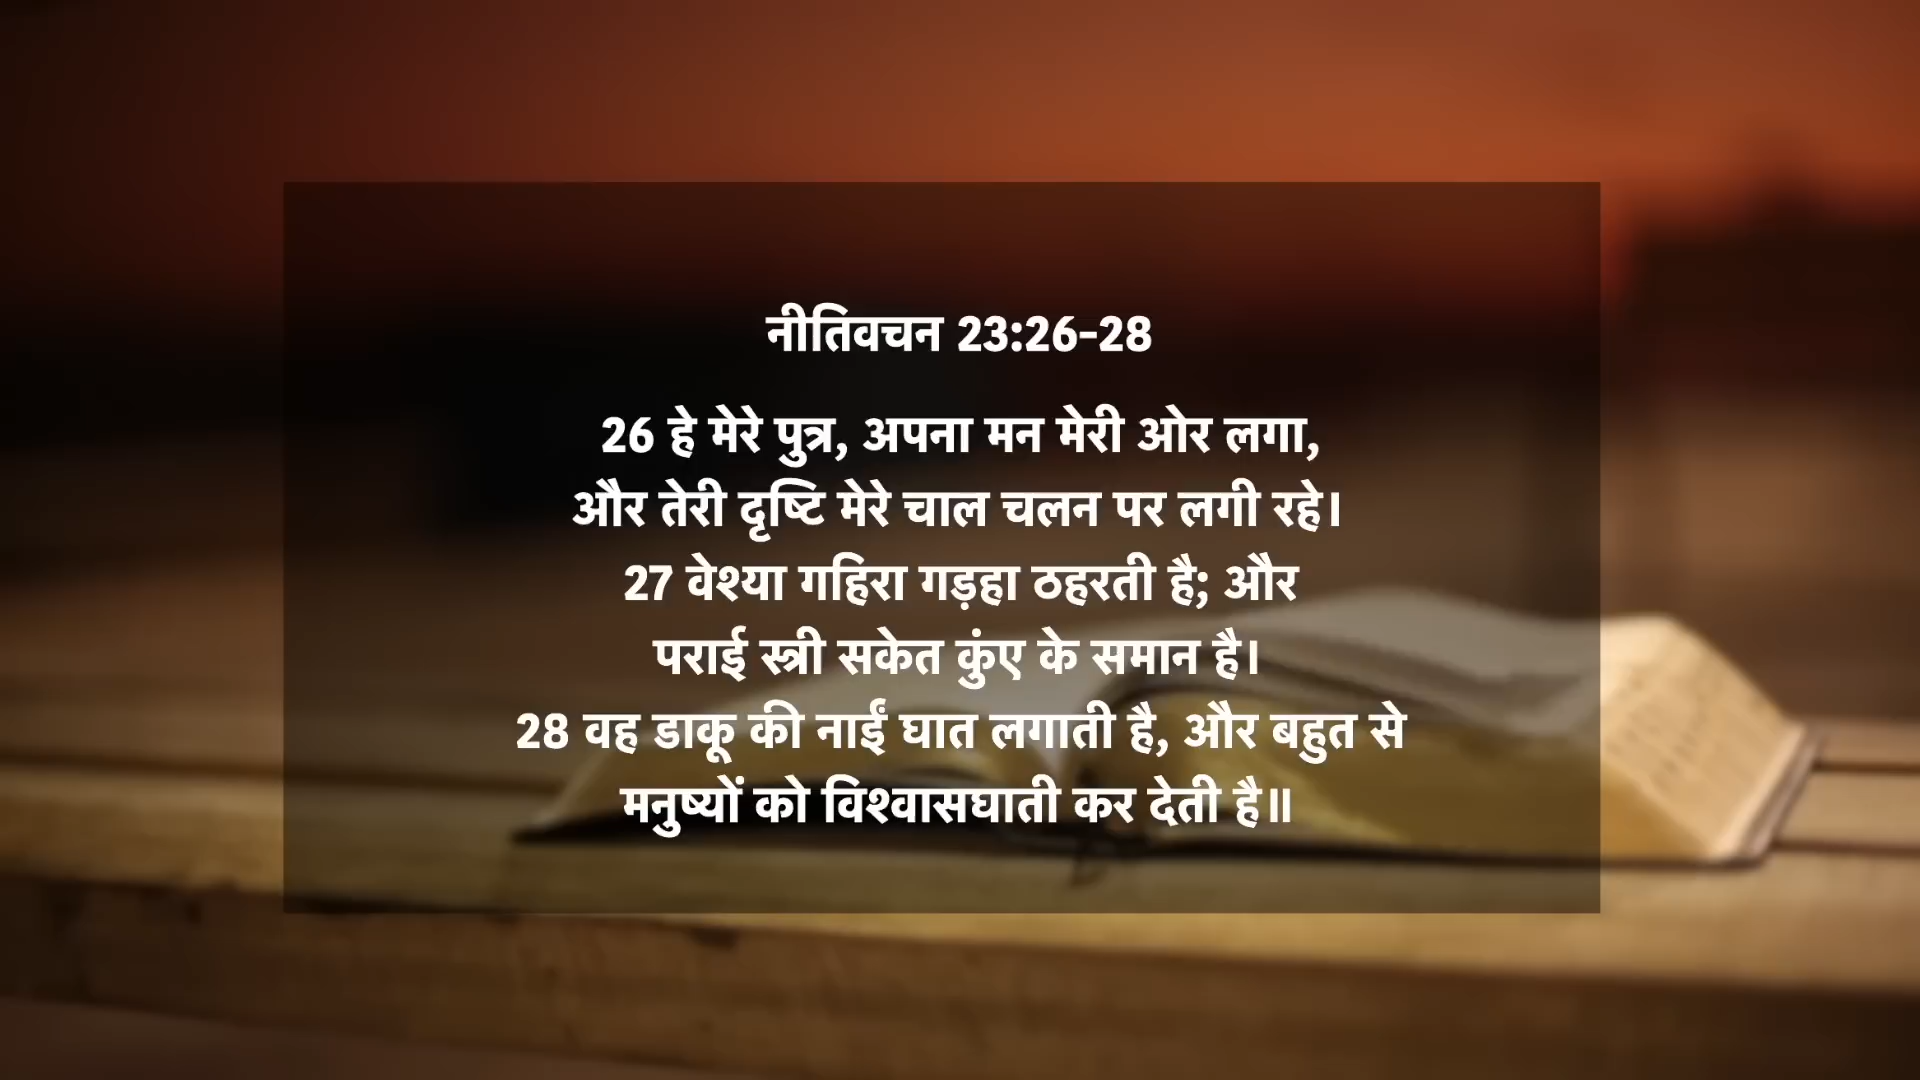 नीतिवचन 23:26-28
26 हे मेरे पुत्र, अपना मन मेरी ओर लगा,
और तेरी दृष्टि मेरे चाल चलन पर लगी रहे।
27 वेश्या गहिरा गड़हा ठहरती है; और
पराई स्त्री सकेत कुंए के समान है।
28 वह डाकू की नाईं घात लगाती है, और बहुत से
मनुष्यों को विश्वासघाती कर देती है॥